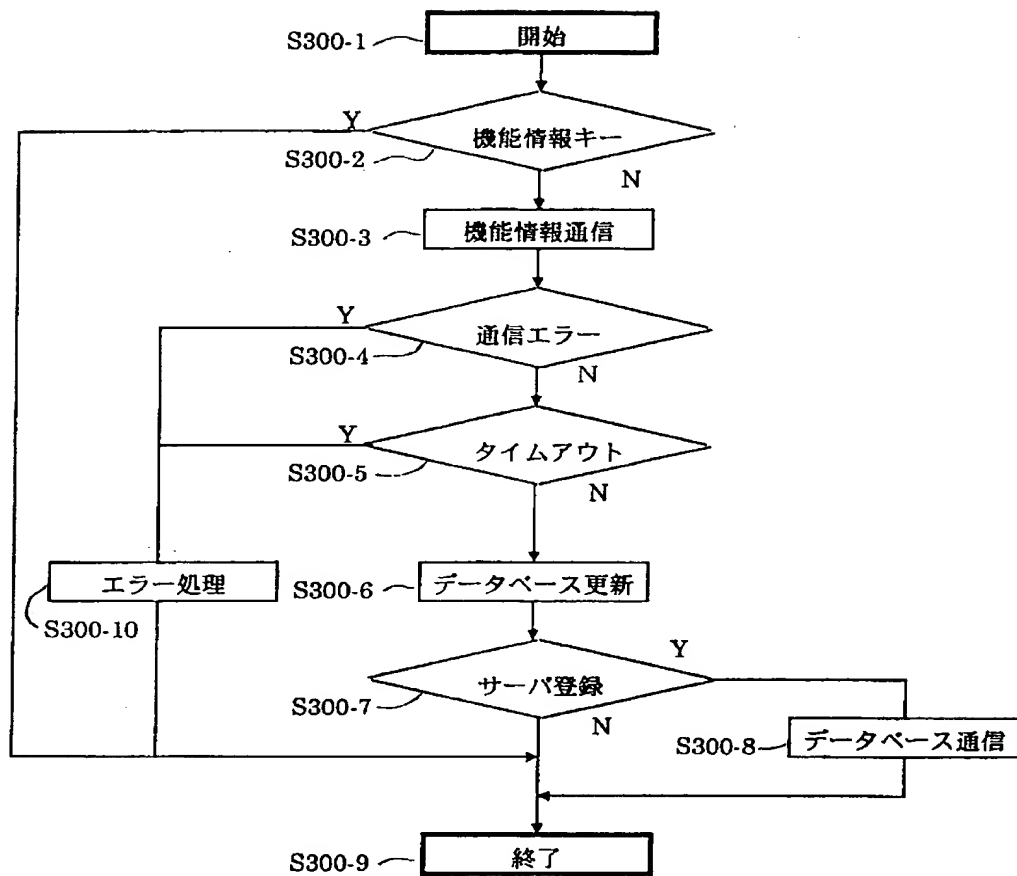 S300-1
開始
Y
機能情報キー
S300-2
N
S300-3
機能情報通信
Y
通信エラー
S300-4
N
Y
タイムアウト
S300-5
N
エラー処理
S300-6
データベース更新
S300-10
Y
サーバ登録
S300-7
N
S300-8
データベース通信
S300-9
終了